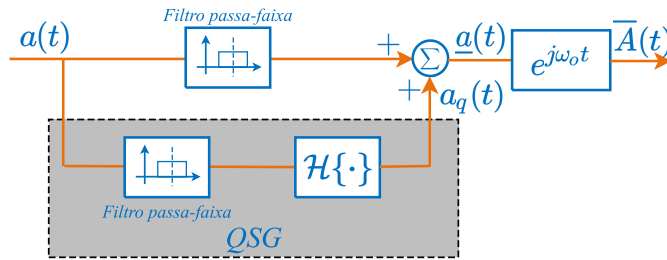 Filtro passa-faixa
a(t)
+
Σ
a̲(t)
e^{jω_o t}
A̅(t)
+
a_q(t)
ℋ{·}
Filtro passa-faixa
QSG